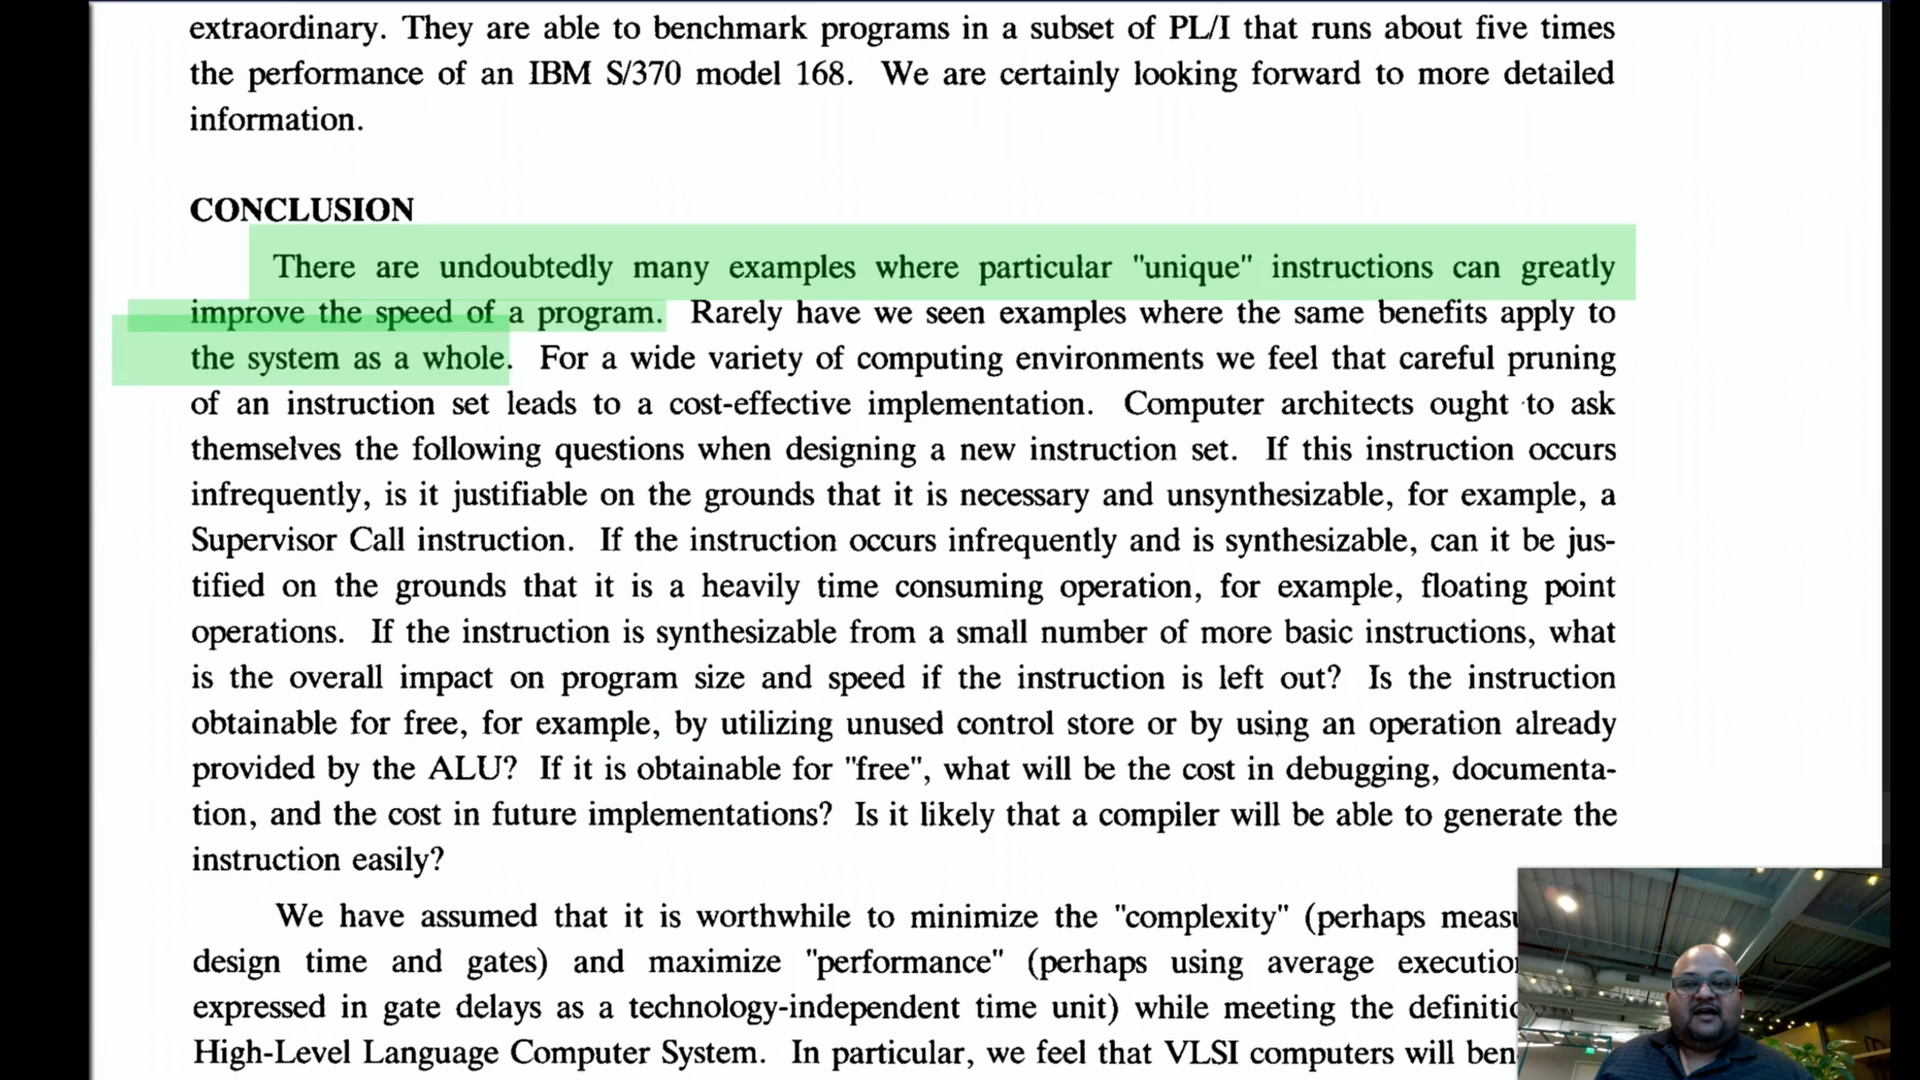 extraordinary. They are able to benchmark programs in a subset of PL/I that runs about five times
the performance of an IBM S/370 model 168. We are certainly looking forward to more detailed
information.
CONCLUSION
There are undoubtedly many examples where particular "unique" instructions can greatly
improve the speed of a program. Rarely have we seen examples where the same benefits apply to
the system as a whole. For a wide variety of computing environments we feel that careful pruning
of an instruction set leads to a cost-effective implementation. Computer architects ought to ask
themselves the following questions when designing a new instruction set. If this instruction occurs
infrequently, is it justifiable on the grounds that it is necessary and unsynthesizable, for example, a
Supervisor Call instruction. If the instruction occurs infrequently and is synthesizable, can it be jus-
tified on the grounds that it is a heavily time consuming operation, for example, floating point
operations. If the instruction is synthesizable from a small number of more basic instructions, what
is the overall impact on program size and speed if the instruction is left out? Is the instruction
obtainable for free, for example, by utilizing unused control store or by using an operation already
provided by the ALU? If it is obtainable for "free", what will be the cost in debugging, documenta-
tion, and the cost in future implementations? Is it likely that a compiler will be able to generate the
instruction easily?
We have assumed that it is worthwhile to minimize the "complexity" (perhaps
design time and gates) and maximize "performance" (perhaps using average
expressed in gate delays as a technology-independent time unit) while meeting the
High-Level Language Computer System. In particular, we feel that VLSI computers will